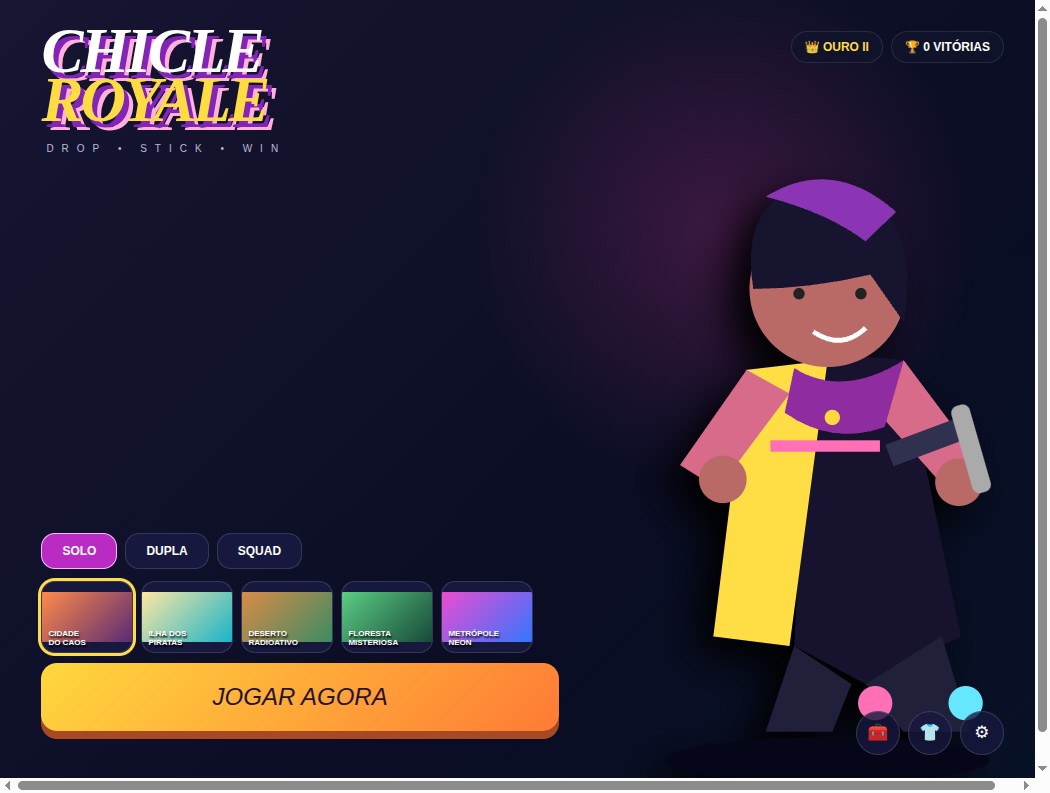 CHICLE
ROYALE
DROP • STICK • WIN
👑 OURO II
🏆 0 VITÓRIAS
SOLO
DUPLA
SQUAD
CIDADE
DO CAOS
ILHA DOS
PIRATAS
DESERTO
RADIOATIVO
FLORESTA
MISTERIOSA
METRÓPOLE
NEON
JOGAR AGORA